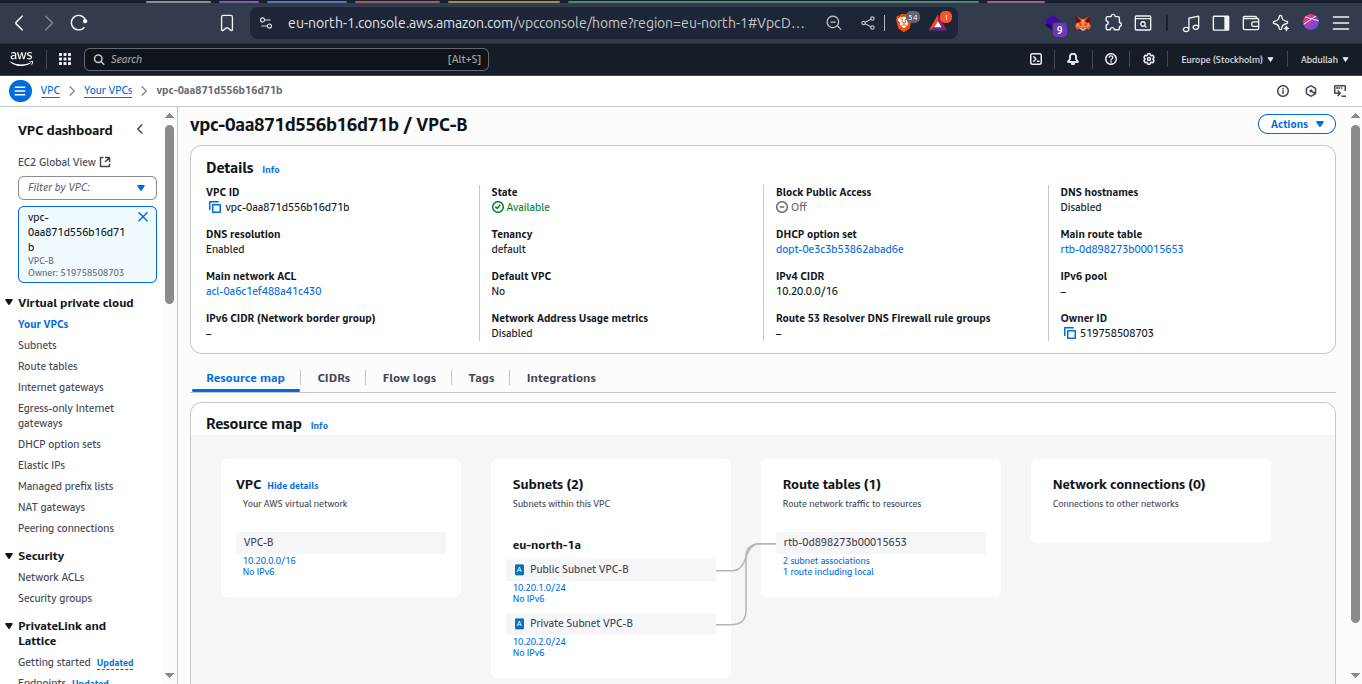 eu-north-1.console.aws.amazon.com/vpcconsole/home?region=eu-north-1#VpcD...
54
1
9
aws
Search
[Alt+S]
Europe (Stockholm)
Abdullah
VPC
Your VPCs
vpc-0aa871d556b16d71b
VPC dashboard
EC2 Global View
Filter by VPC:
vpc-
0aa871d556b16d71
b
VPC-B
Owner: 519758508703
Virtual private cloud
Your VPCs
Subnets
Route tables
Internet gateways
Egress-only Internet
gateways
DHCP option sets
Elastic IPs
Managed prefix lists
NAT gateways
Peering connections
Security
Network ACLs
Security groups
PrivateLink and
Lattice
Getting started Updated
Endpoints Updated
vpc-0aa871d556b16d71b / VPC-B
Actions
Details Info
VPC ID
vpc-0aa871d556b16d71b
State
Available
Block Public Access
Off
DNS hostnames
Disabled
DNS resolution
Enabled
Tenancy
default
DHCP option set
dopt-0e3c3b53862abad6e
Main route table
rtb-0d898273b00015653
Main network ACL
acl-0a6c1ef488a41c430
Default VPC
No
IPv4 CIDR
10.20.0.0/16
IPv6 pool
–
IPv6 CIDR (Network border group)
–
Network Address Usage metrics
Disabled
Route 53 Resolver DNS Firewall rule groups
–
Owner ID
519758508703
Resource map
CIDRs
Flow logs
Tags
Integrations
Resource map Info
VPC Hide details
Your AWS virtual network
VPC-B
10.20.0.0/16
No IPv6
Subnets (2)
Subnets within this VPC
eu-north-1a
A Public Subnet VPC-B
10.20.1.0/24
No IPv6
A Private Subnet VPC-B
10.20.2.0/24
No IPv6
Route tables (1)
Route network traffic to resources
rtb-0d898273b00015653
2 subnet associations
1 route including local
Network connections (0)
Connections to other networks